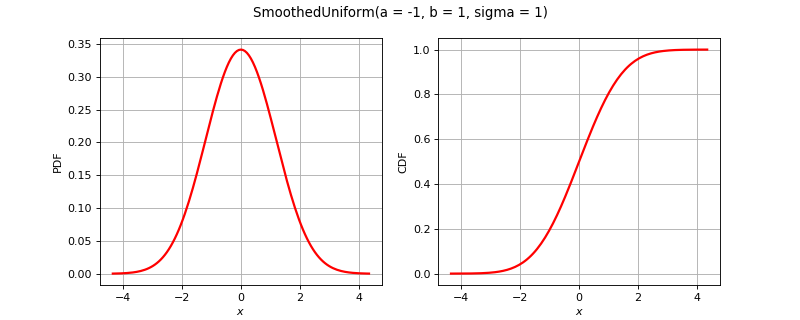 SmoothedUniform(a = -1, b = 1, sigma = 1)
PDF
0.35
0.30
0.25
0.20
0.15
0.10
0.05
0.00
−4 −2 0 2 4
x
CDF
1.0
0.8
0.6
0.4
0.2
0.0
−4 −2 0 2 4
x